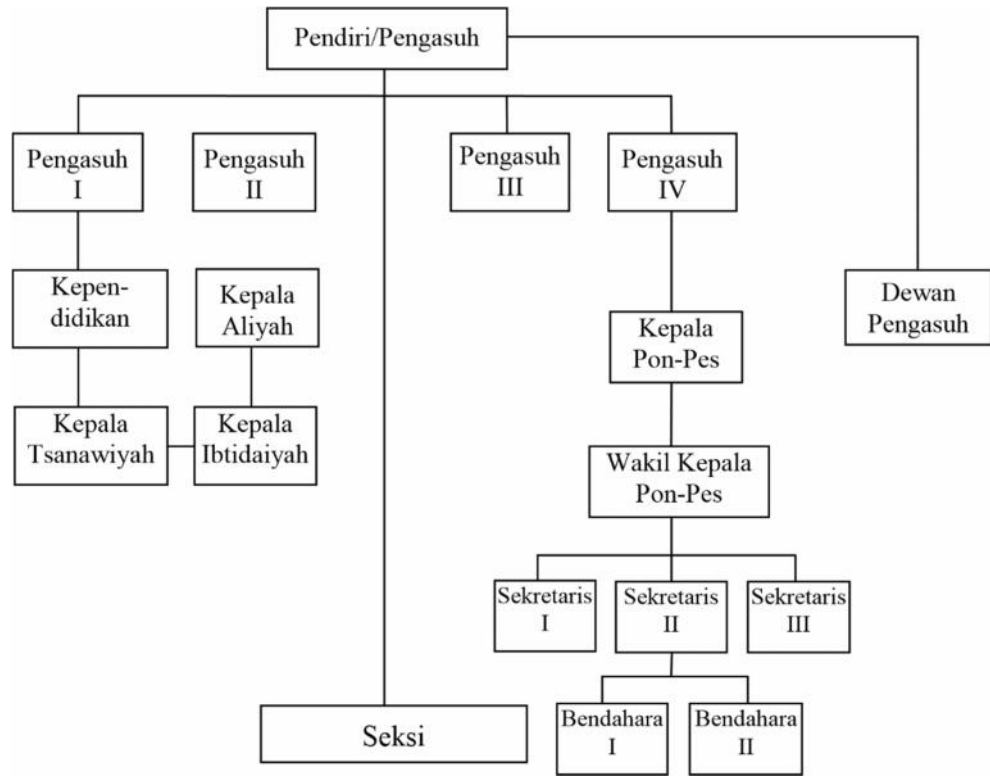 Pendiri/Pengasuh
Pengasuh
I
Pengasuh
II
Pengasuh
III
Pengasuh
IV
Kepen-
didikan
Kepala
Aliyah
Dewan
Pengasuh
Kepala
Pon-Pes
Kepala
Tsanawiyah
Kepala
Ibtidaiyah
Wakil Kepala
Pon-Pes
Sekretaris
I
Sekretaris
II
Sekretaris
III
Seksi
Bendahara
I
Bendahara
II